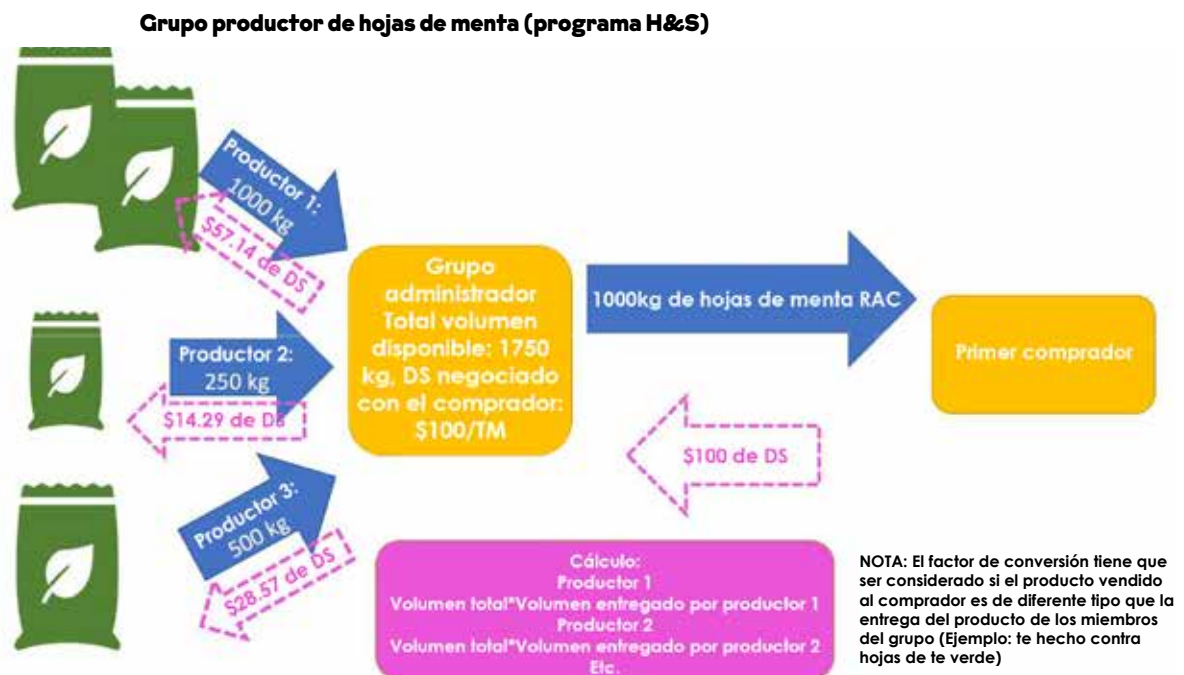 Grupo productor de hojas de menta (programa H&S)
Productor 1:
1000 kg
$57.14 de DS
Productor 2:
250 kg
$14.29 de DS
Productor 3:
500 kg
$28.57 de DS
Grupo
administrador
Total volumen
disponible: 1750
kg, DS negociado
con el comprador:
$100/TM
1000kg de hojas de menta RAC
Primer comprador
$100 de DS
Cálculo:
Productor 1
Volumen total*Volumen entregado por productor 1
Productor 2
Volumen total*Volumen entregado por productor 2
Etc.
NOTA: El factor de conversión tiene que
ser considerado si el producto vendido
al comprador es de diferente tipo que la
entrega del producto de los miembros
del grupo (Ejemplo: te hecho contra
hojas de te verde)